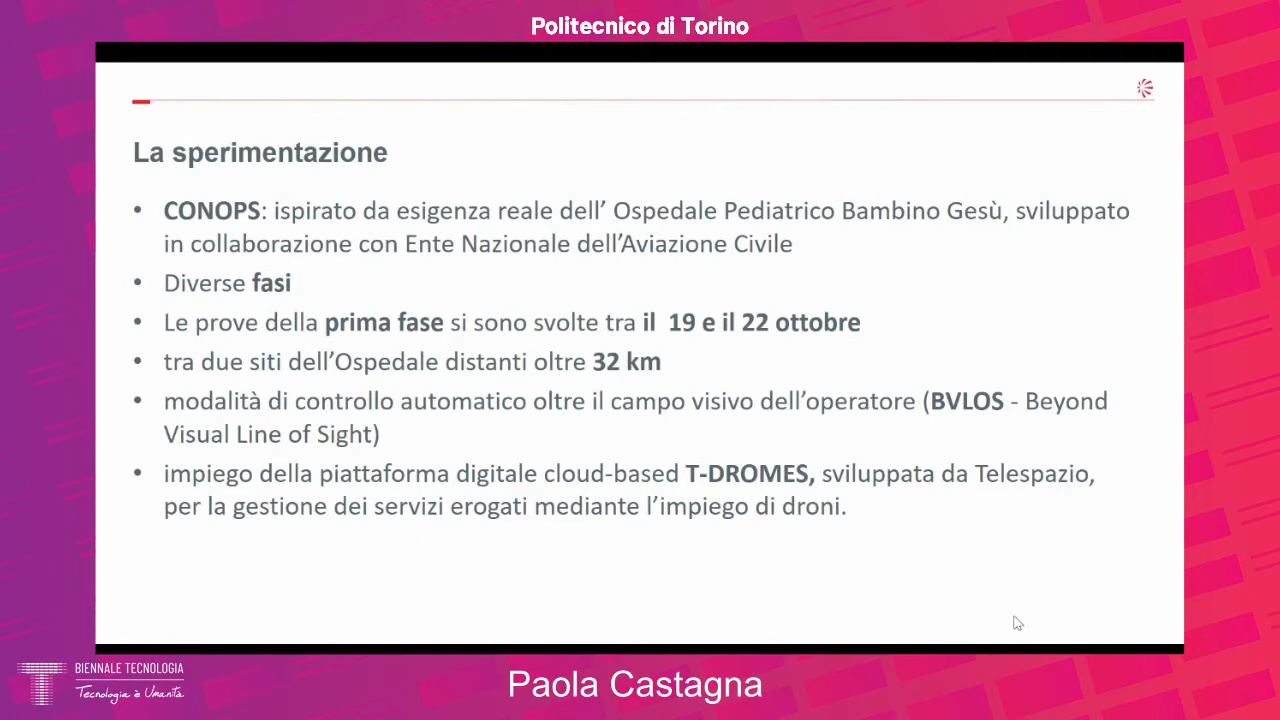 Politecnico di Torino
La sperimentazione
• CONOPS: ispirato da esigenza reale dell’ Ospedale Pediatrico Bambino Gesù, sviluppato
in collaborazione con Ente Nazionale dell’Aviazione Civile
• Diverse fasi
• Le prove della prima fase si sono svolte tra il 19 e il 22 ottobre
• tra due siti dell’Ospedale distanti oltre 32 km
• modalità di controllo automatico oltre il campo visivo dell’operatore (BVLOS - Beyond
Visual Line of Sight)
• impiego della piattaforma digitale cloud-based T-DROMES, sviluppata da Telespazio,
per la gestione dei servizi erogati mediante l’impiego di droni.
BIENNALE TECNOLOGIA
Tecnologia è Umanità
Paola Castagna